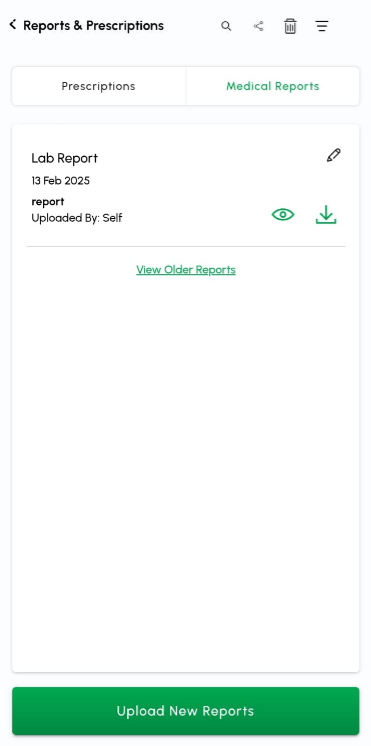 Reports & Prescriptions
Prescriptions
Medical Reports
Lab Report
13 Feb 2025
report
Uploaded By: Self
View Older Reports
Upload New Reports